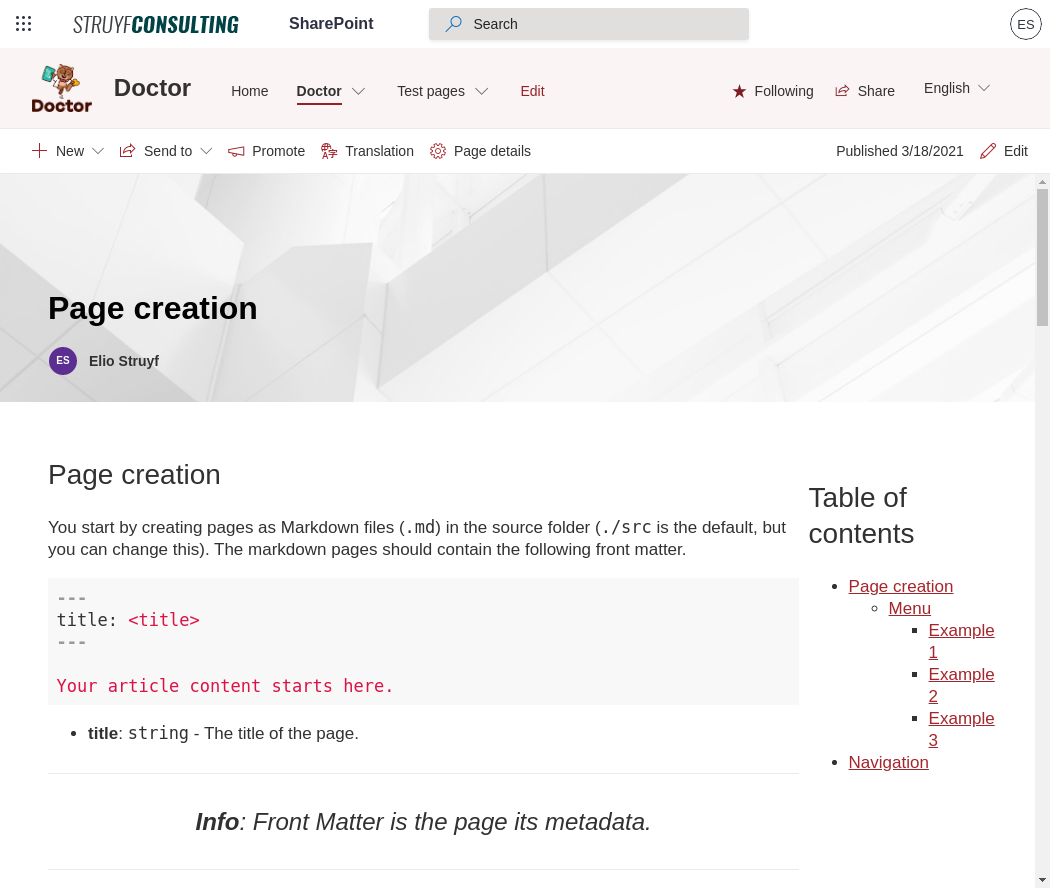 STRUYFCONSULTING SharePoint Search ES
Doctor Doctor Home Doctor Test pages Edit Following Share English
New Send to Promote Translation Page details Published 3/18/2021 Edit
Page creation
ES Elio Struyf
Page creation
You start by creating pages as Markdown files (.md) in the source folder (./src is the default, but
you can change this). The markdown pages should contain the following front matter.
---
title: <title>
---
Your article content starts here.
title: string - The title of the page.
Info: Front Matter is the page its metadata.
Table of
contents
Page creation
Menu
Example
1
Example
2
Example
3
Navigation